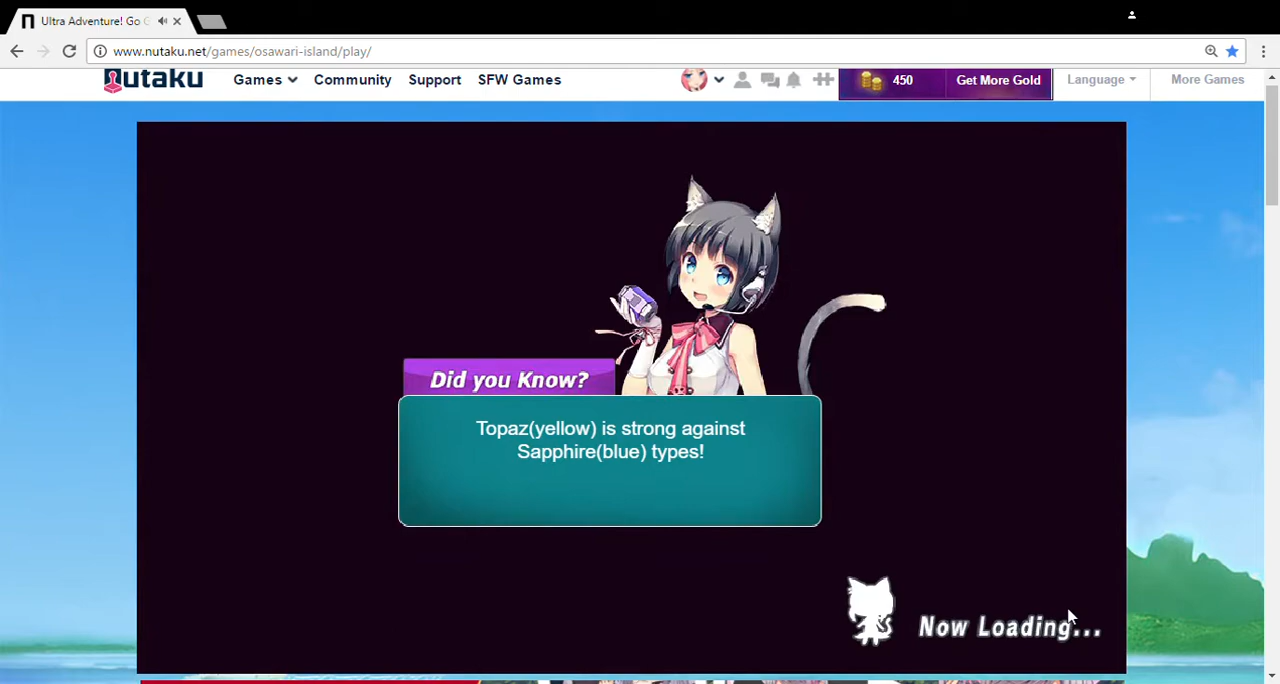 Ultra Adventure! Go G
www.nutaku.net/games/osawari-island/play/
nutaku Games Community Support SFW Games 450 Get More Gold Language More Games
Did you Know?
Topaz(yellow) is strong against
Sapphire(blue) types!
Now Loading...